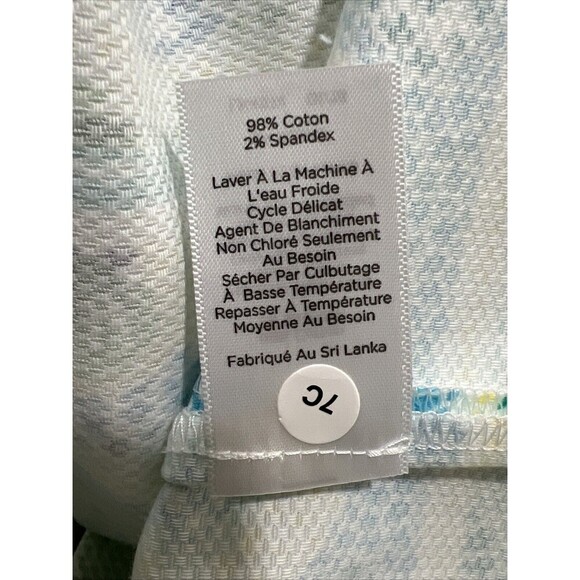 98% Coton
2% Spandex
Laver À La Machine À
L'eau Froide
Cycle Délicat
Agent De Blanchiment
Non Chloré Seulement
Au Besoin
Sécher Par Culbutage
À Basse Température
Repasser À Température
Moyenne Au Besoin
Fabriqué Au Sri Lanka
7C